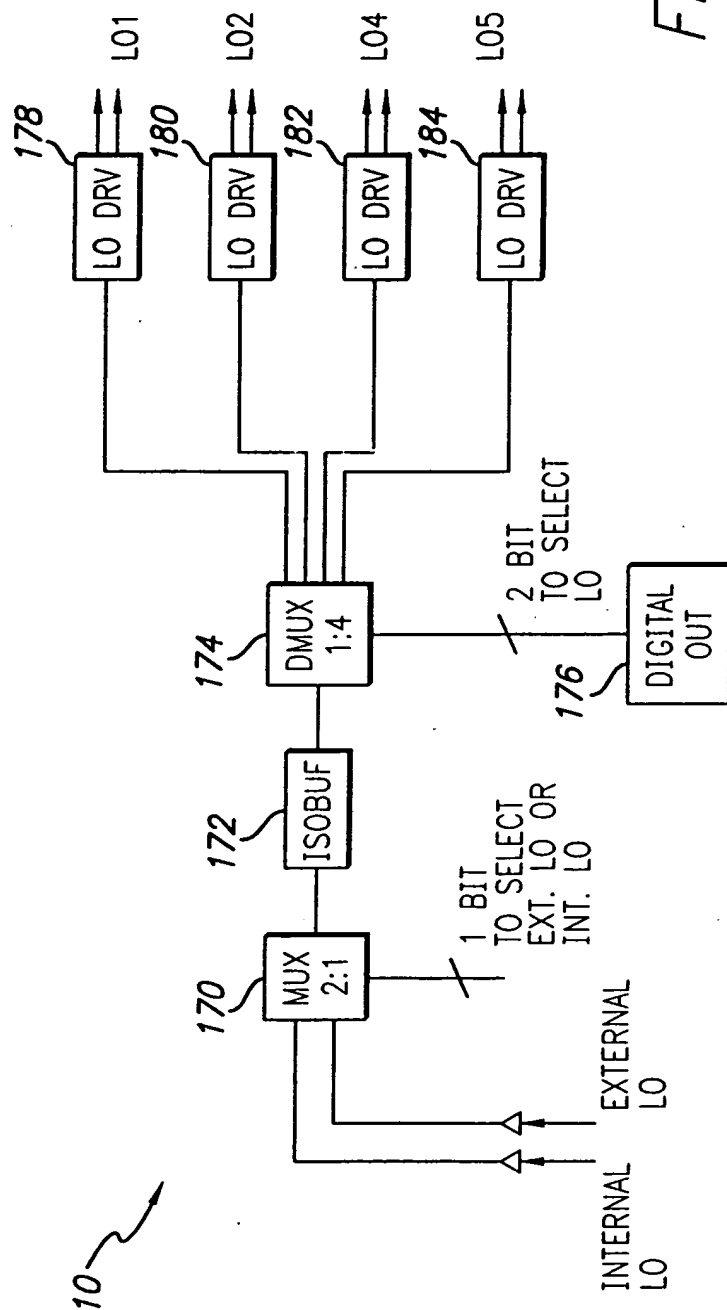 10
INTERNAL
LO
EXTERNAL
LO
170
MUX
2:1
1 BIT
TO SELECT
EXT. LO OR
INT. LO
172
ISOBUF
174
DMUX
1:4
2 BIT
TO SELECT
LO
176
DIGITAL
OUT
178
LO DRV
LO1
180
LO DRV
LO2
182
LO DRV
LO4
184
LO DRV
LO5